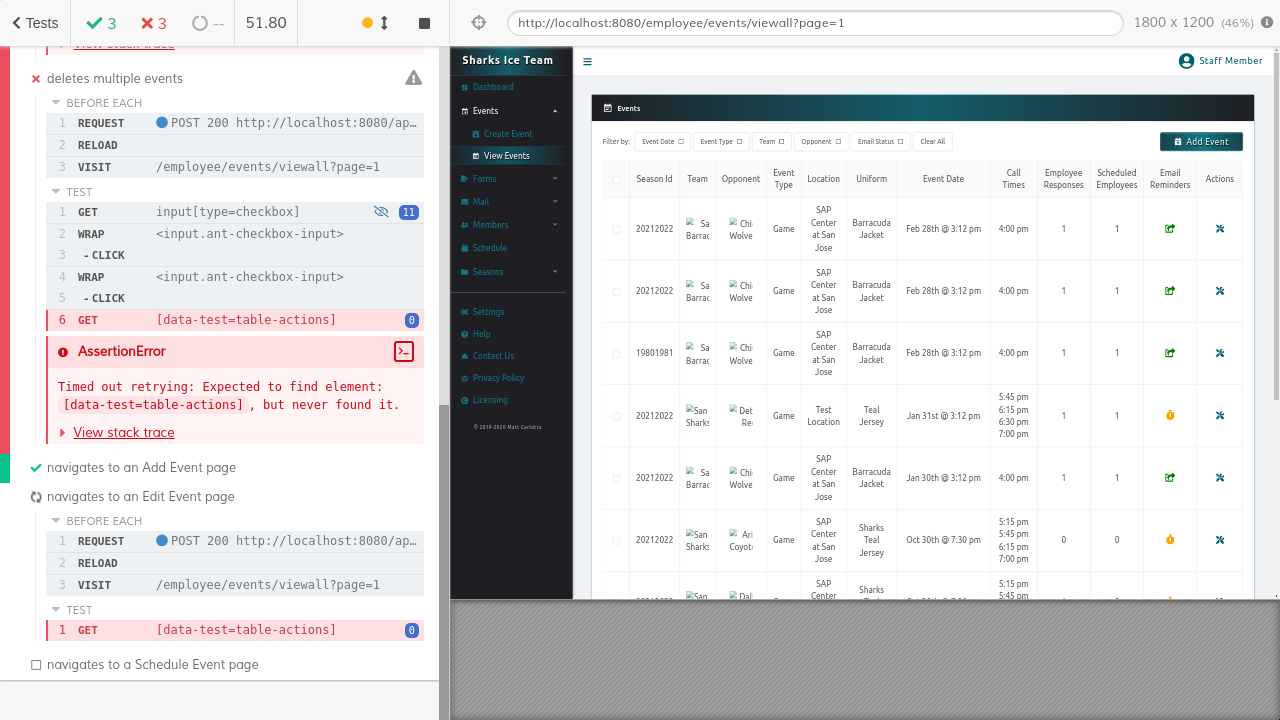 Tests
3
3
--
51.80
http://localhost:8080/employee/events/viewall?page=1
1800 x 1200 (46%)
View stack trace
deletes multiple events
BEFORE EACH
1 REQUEST POST 200 http://localhost:8080/ap…
2 RELOAD
3 VISIT /employee/events/viewall?page=1
TEST
1 GET input[type=checkbox] 11
2 WRAP <input.ant-checkbox-input>
3 - CLICK
4 WRAP <input.ant-checkbox-input>
5 - CLICK
6 GET [data-test=table-actions] 0
AssertionError
Timed out retrying: Expected to find element:
[data-test=table-actions], but never found it.
View stack trace
navigates to an Add Event page
navigates to an Edit Event page
BEFORE EACH
1 REQUEST POST 200 http://localhost:8080/ap…
2 RELOAD
3 VISIT /employee/events/viewall?page=1
TEST
1 GET [data-test=table-actions] 0
navigates to a Schedule Event page
Sharks Ice Team
Dashboard
Events
Create Event
View Events
Forms
Mail
Members
Schedule
Seasons
Settings
Help
Contact Us
Privacy Policy
Licensing
© 2019-2020 Matt Carlotta
Staff Member
Events
Filter by: Event Date Event Type Team Opponent Email Status Clear All
Add Event
Season Id Team Opponent Event Type Location Uniform Event Date Call Times Employee Responses Scheduled Employees Email Reminders Actions
20212022 Sa Barrac Chi Wolve Game SAP Center at San Jose Barracuda Jacket Feb 28th @ 3:12 pm 4:00 pm 1 1
20212022 Sa Barrac Chi Wolve Game SAP Center at San Jose Barracuda Jacket Feb 28th @ 3:12 pm 4:00 pm 1 1
19801981 Sa Barrac Chi Wolve Game SAP Center at San Jose Barracuda Jacket Feb 28th @ 3:12 pm 4:00 pm 1 1
20212022 San Sharks Det Re Game Test Location Teal Jersey Jan 31st @ 3:12 pm 5:45 pm 6:15 pm 6:30 pm 7:00 pm 1 1
20212022 Sa Barrac Chi Wolve Game SAP Center at San Jose Barracuda Jacket Jan 30th @ 3:12 pm 4:00 pm 1 1
20212022 San Sharks Ari Coyot Game SAP Center at San Jose Sharks Teal Jersey Oct 30th @ 7:30 pm 5:15 pm 5:45 pm 6:15 pm 7:00 pm 0 0
San Dall SAP Center Sharks 5:15 pm 5:45 pm